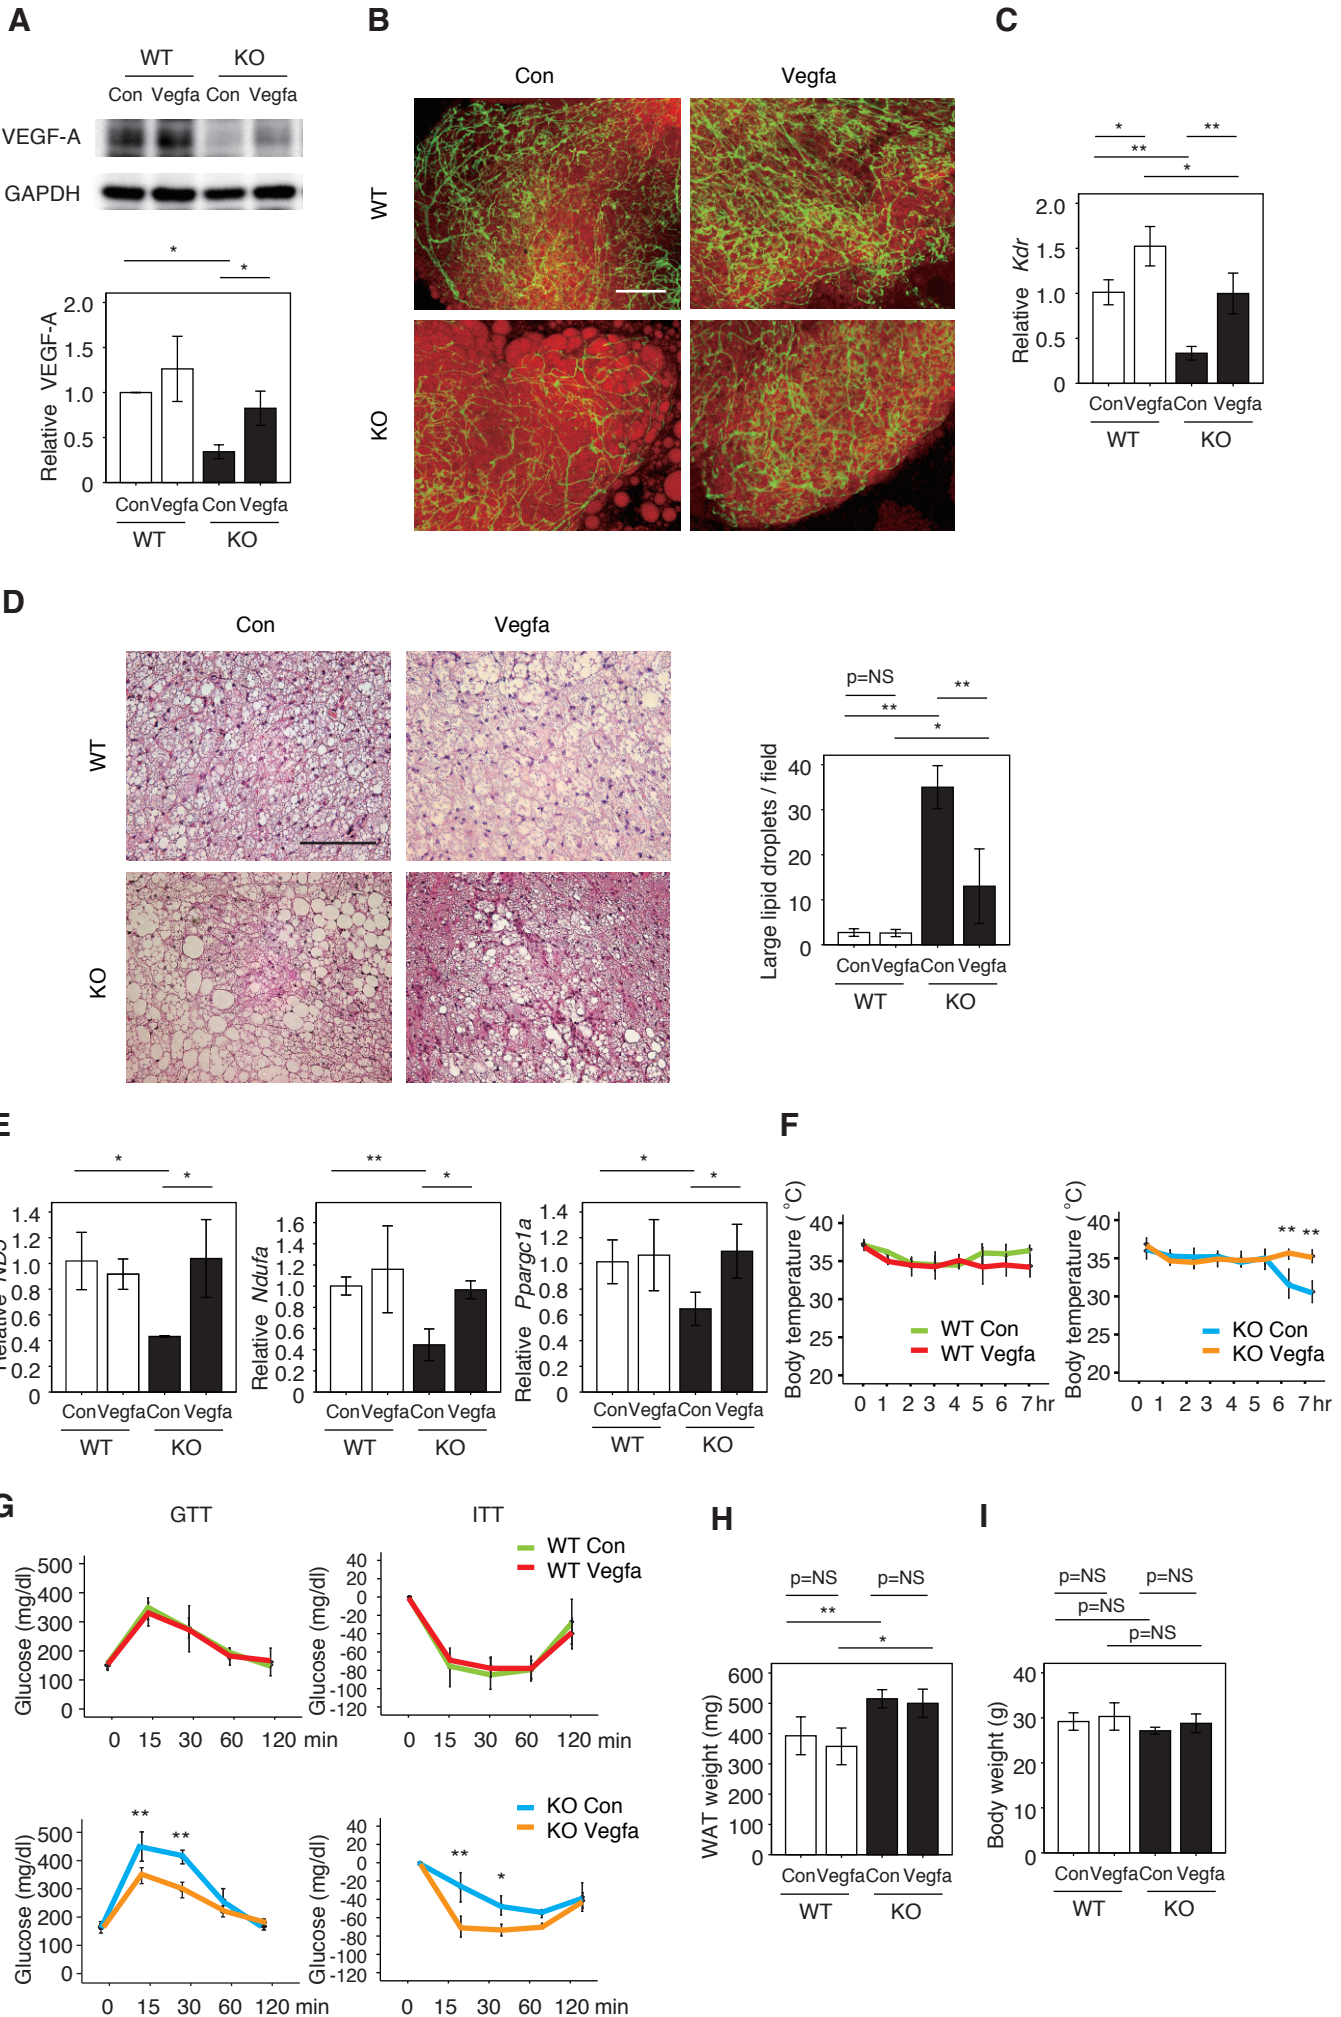 A
WT KO
Con Vegfa Con Vegfa
VEGF-A
GAPDH
* *
Relative VEGF-A
2.0
1.5
1.0
0.5
0
Con Vegfa Con Vegfa
WT KO
B
Con Vegfa
WT
KO
C
* **
**
*
Relative Kdr
2.0
1.5
1.0
0.5
0
Con Vegfa Con Vegfa
WT KO
D
Con Vegfa
WT
KO
p=NS **
**
*
Large lipid droplets / field
40
30
20
10
0
Con Vegfa Con Vegfa
WT KO
E
* *
Relative ND5
1.4
1.2
1.0
0.8
0.6
0.4
0.2
0
Con Vegfa Con Vegfa
WT KO
** *
Relative Ndufa
1.6
1.4
1.2
1.0
0.8
0.6
0.4
0.2
0
Con Vegfa Con Vegfa
WT KO
* *
Relative Ppargc1a
1.4
1.2
1.0
0.8
0.6
0.4
0.2
0
Con Vegfa Con Vegfa
WT KO
F
Body temperature ( °C)
40
35
30
25
20
WT Con
WT Vegfa
0 1 2 3 4 5 6 7 hr
Body temperature ( °C)
40
35
30
25
20
** **
KO Con
KO Vegfa
0 1 2 3 4 5 6 7 hr
G
GTT
Glucose (mg/dl)
500
400
300
200
100
0
0 15 30 60 120 min
ITT
WT Con
WT Vegfa
Glucose (mg/dl)
40
20
0
-20
-40
-60
-80
-100
-120
0 15 30 60 120 min
** **
Glucose (mg/dl)
500
400
300
200
100
0
0 15 30 60 120 min
KO Con
KO Vegfa
** *
Glucose (mg/dl)
40
20
0
-20
-40
-60
-80
-100
-120
0 15 30 60 120 min
H
p=NS p=NS
**
*
WAT weight (mg)
600
500
400
300
200
100
0
Con Vegfa Con Vegfa
WT KO
I
p=NS p=NS
p=NS
p=NS
Body weight (g)
40
30
20
10
0
Con Vegfa Con Vegfa
WT KO